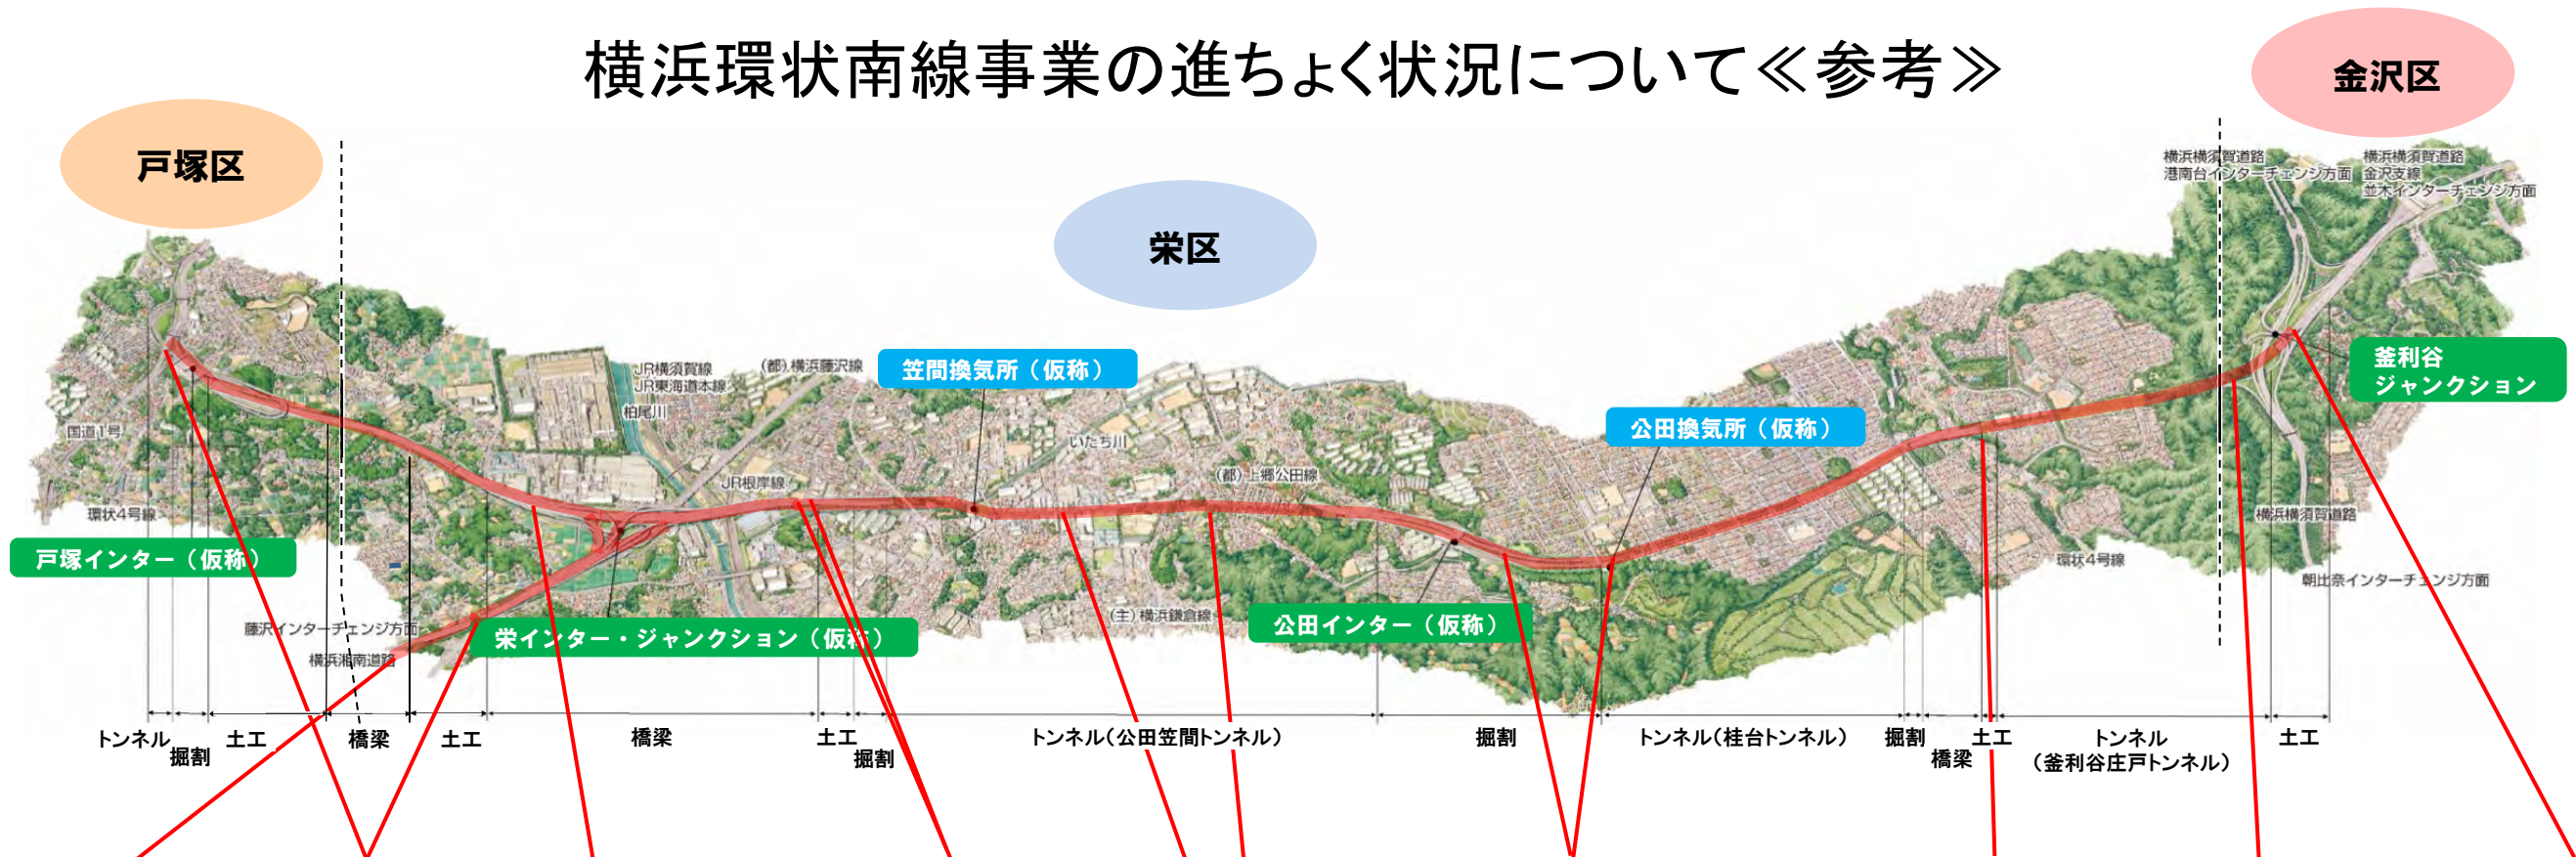 横浜環状南線事業の進ちょく状況について≪参考≫
金沢区
戸塚区
栄区
横浜横須賀道路
港南台インターチェンジ方面
横浜横須賀道路
金沢支線
並木インターチェンジ方面
釜利谷
ジャンクション
JR横須賀線
JR東海道本線
(都)横浜藤沢線
笠間換気所（仮称）
柏尾川
国道1号
いたち川
公田換気所（仮称）
JR根岸線
(都)上郷公田線
環状4号線
横浜横須賀道路
戸塚インター（仮称）
環状4号線
朝比奈インターチェンジ方面
藤沢インターチェンジ方面
横浜湘南道路
栄インター・ジャンクション（仮称）
(主)横浜鎌倉線
公田インター（仮称）
トンネル
掘割
土工
橋梁
土工
橋梁
土工
掘割
トンネル(公田笠間トンネル)
掘割
トンネル(桂台トンネル)
掘割
橋梁
土工
トンネル
(釜利谷庄戸トンネル)
土工